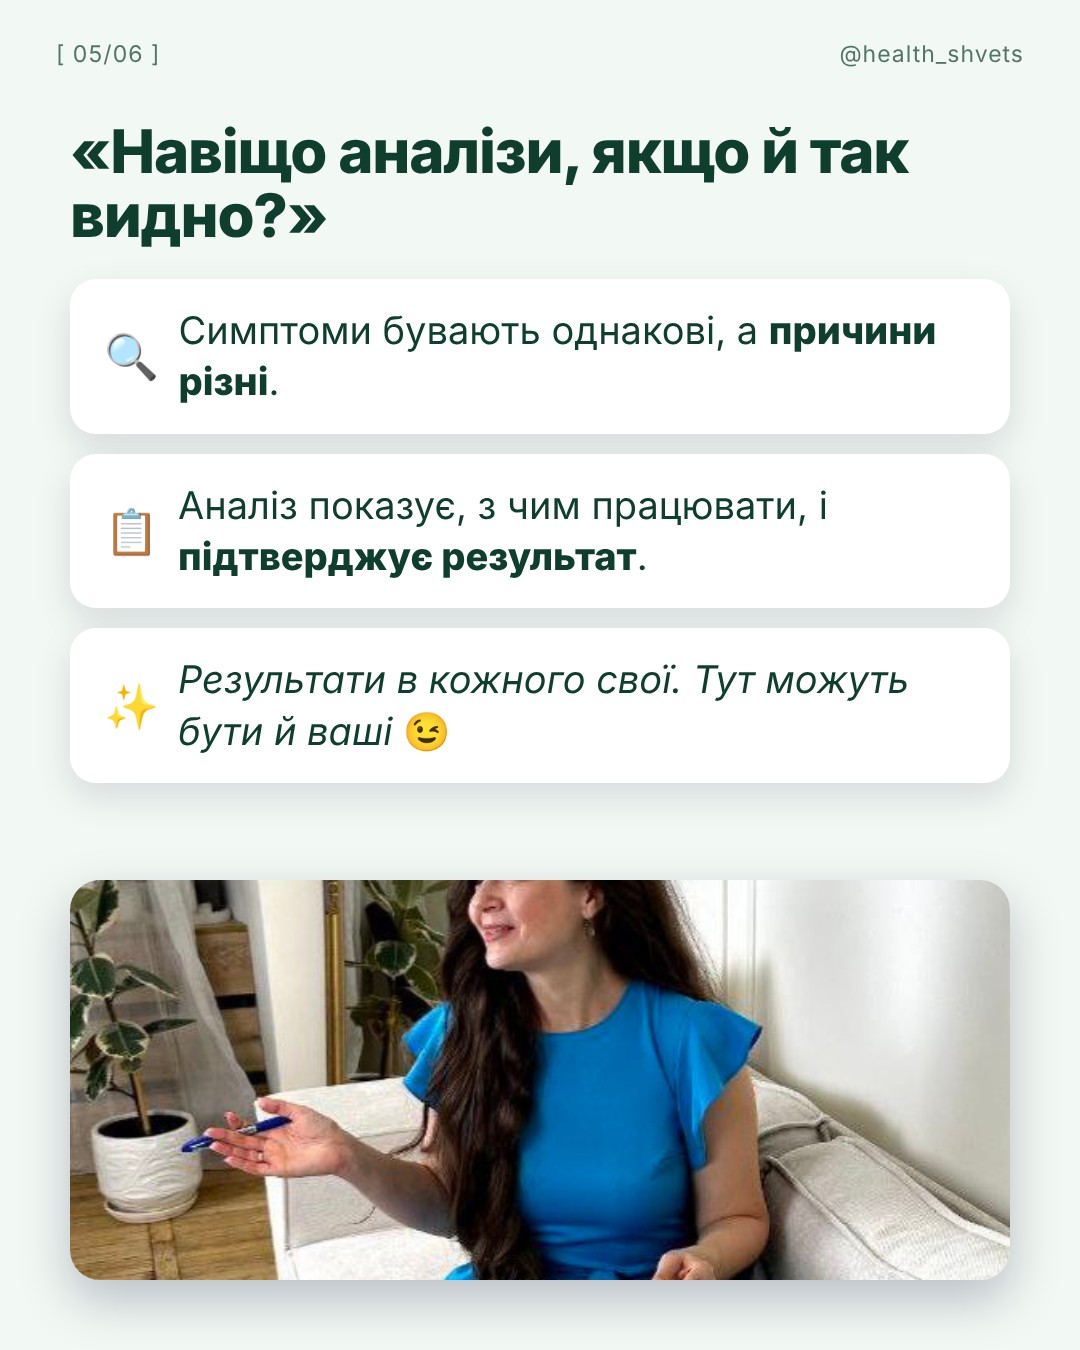 [ 05/06 ]
@health_shvets
«Навіщо аналізи, якщо й так
видно?»
Симптоми бувають однакові, а причини
різні.
Аналіз показує, з чим працювати, і
підтверджує результат.
Результати в кожного свої. Тут можуть
бути й ваші 😉